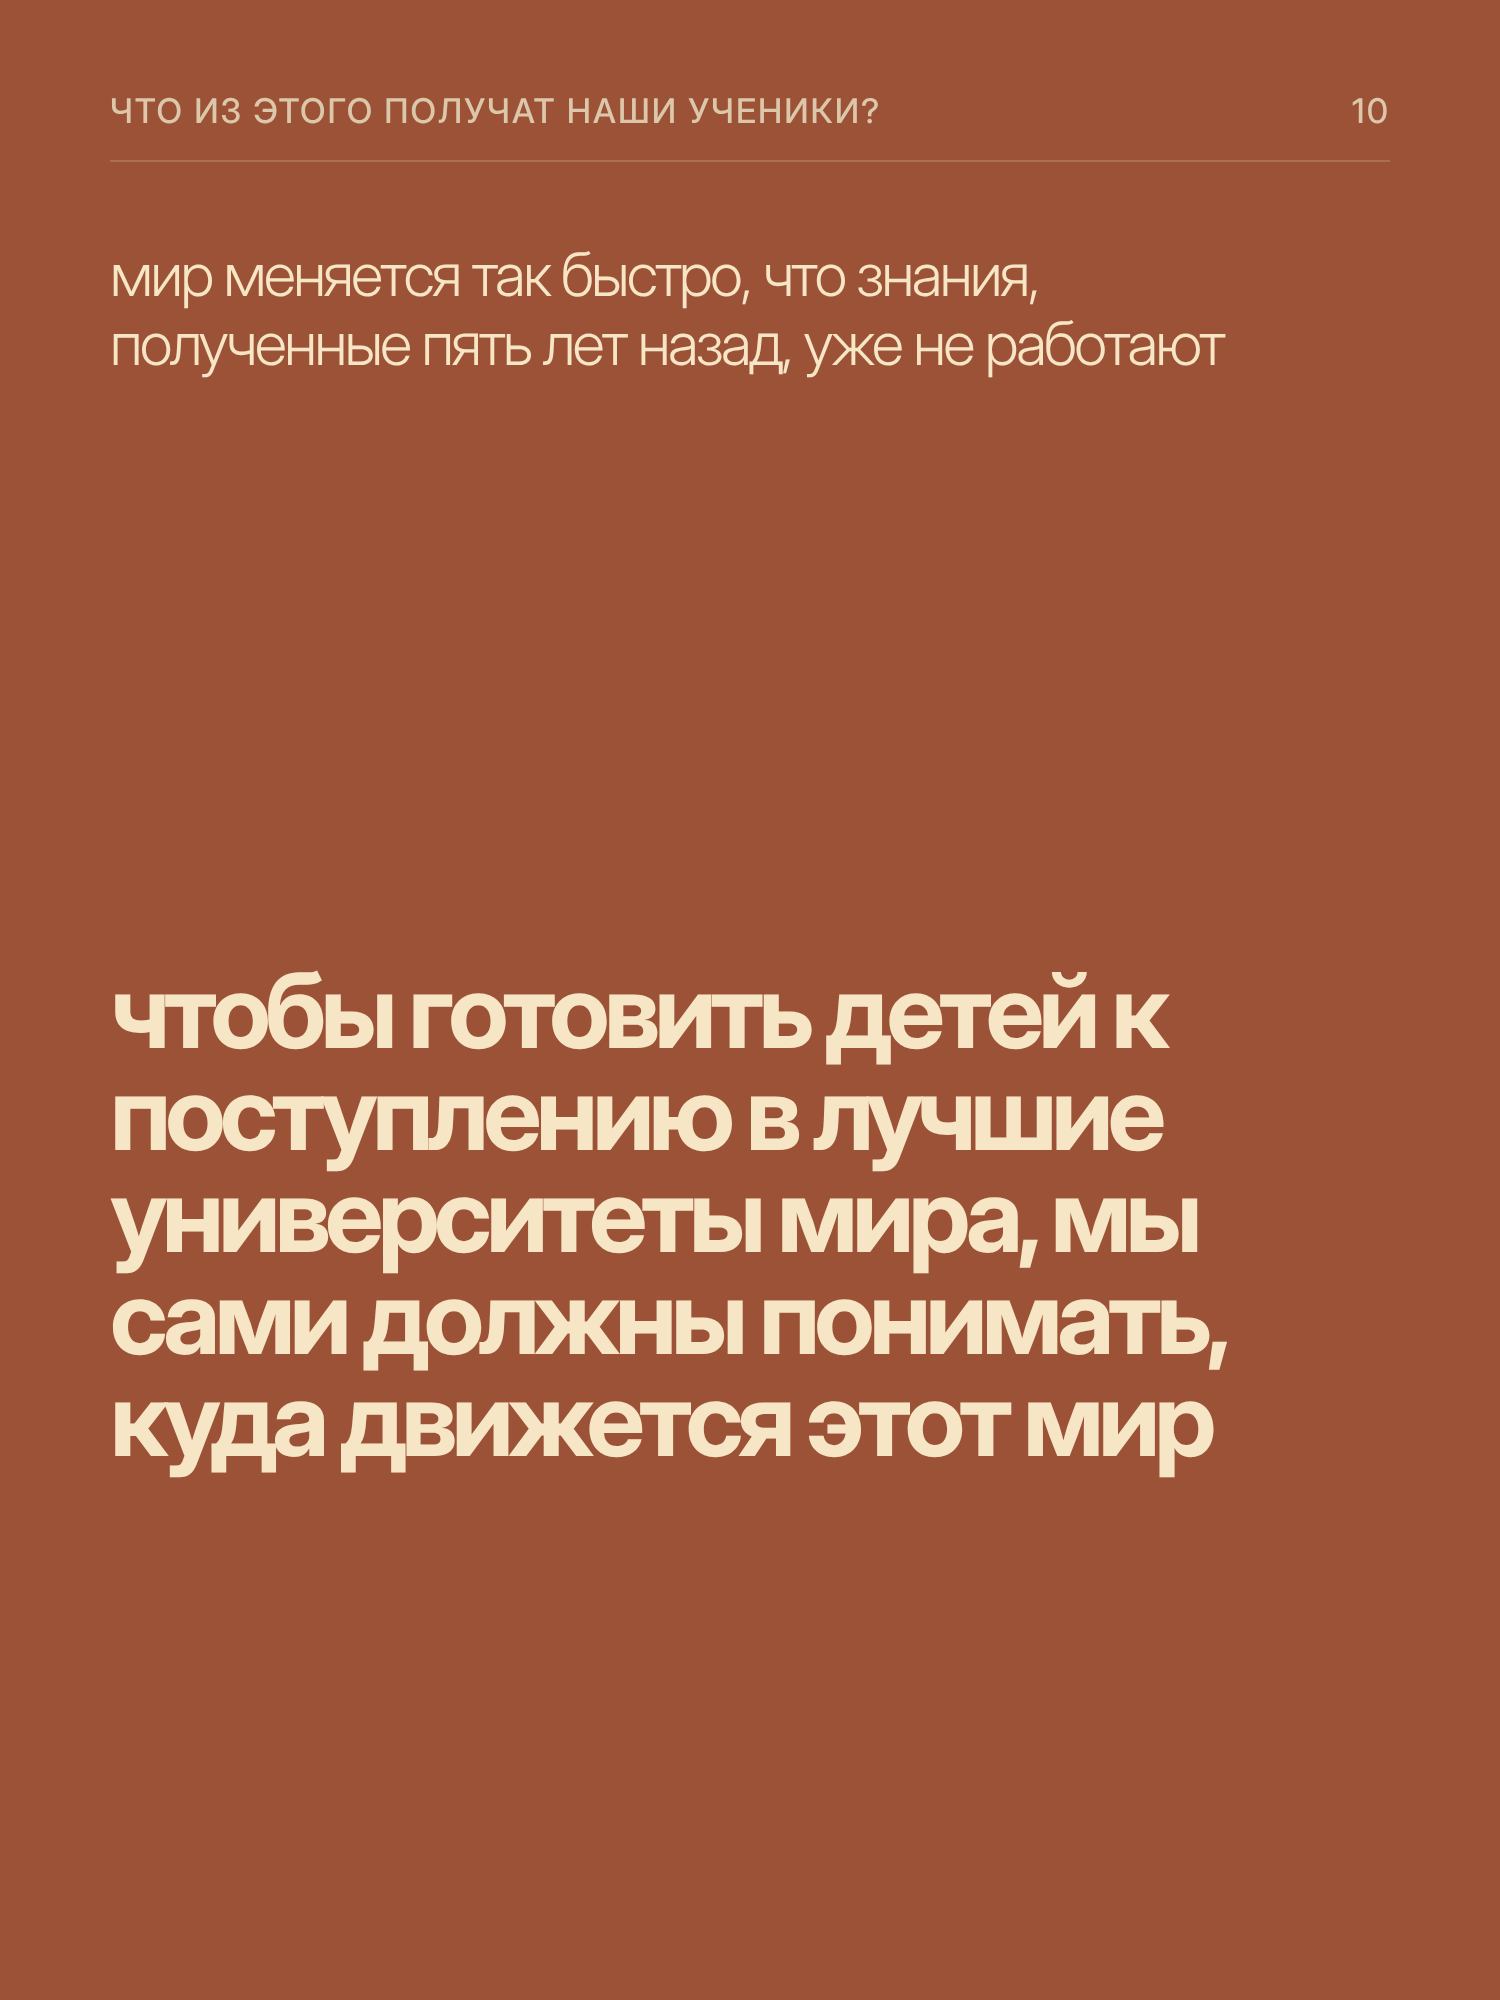 ЧТО ИЗ ЭТОГО ПОЛУЧАТ НАШИ УЧЕНИКИ? 10
мир меняется так быстро, что знания,
полученные пять лет назад, уже не работают
чтобы готовить детей к
поступлению в лучшие
университеты мира, мы
сами должны понимать,
куда движется этот мир